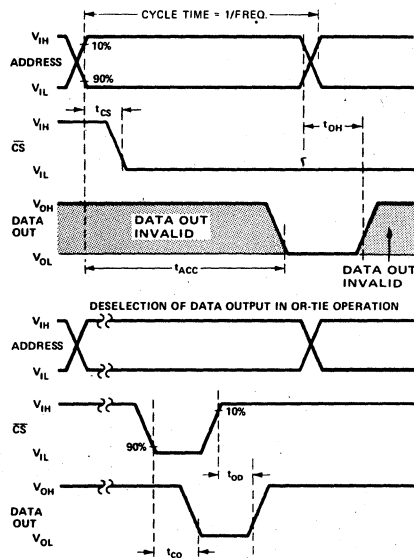 CYCLE TIME = 1/FREQ.
VIH
10%
ADDRESS
90%
VIL
tCS
VIH
tOH
CS
VIL
VOH
DATA OUT
DATA OUT INVALID
VOL
tACC
DATA OUT INVALID
DESELECTION OF DATA OUTPUT IN OR-TIE OPERATION
VIH
ADDRESS
VIL
VIH
10%
CS
90%
VIL
tOD
VOH
DATA OUT
VOL
tCO